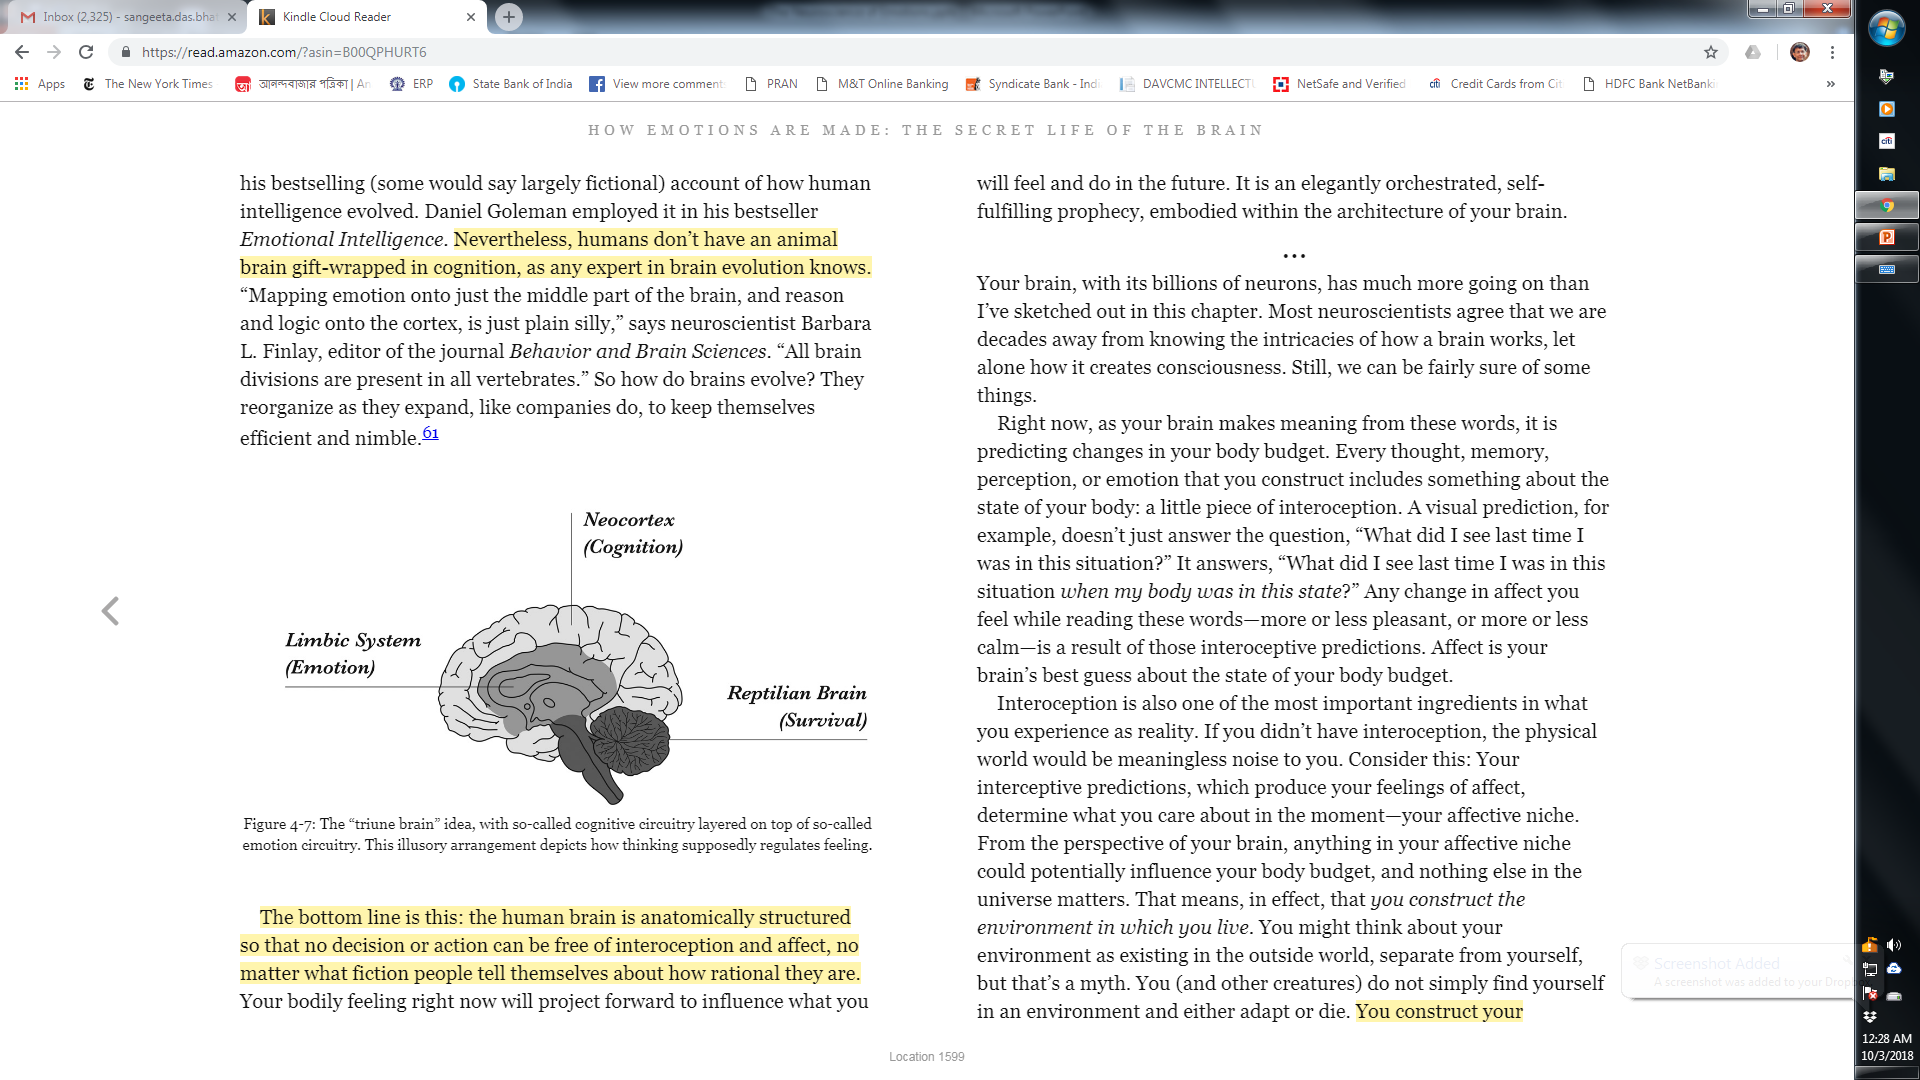 Inbox (2,325) - sangeeta.das.bha
Kindle Cloud Reader
https://read.amazon.com/?asin=B00QPHURT6
Apps
The New York Times
আনন্দবাজার পত্রিকা | An
ERP
State Bank of India
View more comment
PRAN
M&T Online Banking
Syndicate Bank - Indi
DAVCMC INTELLECTU
NetSafe and Verified
Credit Cards from Citi
HDFC Bank NetBanki
»
HOW EMOTIONS ARE MADE: THE SECRET LIFE OF THE BRAIN
his bestselling (some would say largely fictional) account of how human
intelligence evolved. Daniel Goleman employed it in his bestseller
Emotional Intelligence. Nevertheless, humans don’t have an animal
brain gift-wrapped in cognition, as any expert in brain evolution knows.
“Mapping emotion onto just the middle part of the brain, and reason
and logic onto the cortex, is just plain silly,” says neuroscientist Barbara
L. Finlay, editor of the journal Behavior and Brain Sciences. “All brain
divisions are present in all vertebrates.” So how do brains evolve? They
reorganize as they expand, like companies do, to keep themselves
efficient and nimble.61
Neocortex
(Cognition)
Limbic System
(Emotion)
Reptilian Brain
(Survival)
Figure 4-7: The “triune brain” idea, with so-called cognitive circuitry layered on top of so-called
emotion circuitry. This illusory arrangement depicts how thinking supposedly regulates feeling.
The bottom line is this: the human brain is anatomically structured
so that no decision or action can be free of interoception and affect, no
matter what fiction people tell themselves about how rational they are.
Your bodily feeling right now will project forward to influence what you
will feel and do in the future. It is an elegantly orchestrated, self-
fulfilling prophecy, embodied within the architecture of your brain.
•••
Your brain, with its billions of neurons, has much more going on than
I’ve sketched out in this chapter. Most neuroscientists agree that we are
decades away from knowing the intricacies of how a brain works, let
alone how it creates consciousness. Still, we can be fairly sure of some
things.
Right now, as your brain makes meaning from these words, it is
predicting changes in your body budget. Every thought, memory,
perception, or emotion that you construct includes something about the
state of your body: a little piece of interoception. A visual prediction, for
example, doesn’t just answer the question, “What did I see last time I
was in this situation?” It answers, “What did I see last time I was in this
situation when my body was in this state?” Any change in affect you
feel while reading these words—more or less pleasant, or more or less
calm—is a result of those interoceptive predictions. Affect is your
brain’s best guess about the state of your body budget.
Interoception is also one of the most important ingredients in what
you experience as reality. If you didn’t have interoception, the physical
world would be meaningless noise to you. Consider this: Your
interceptive predictions, which produce your feelings of affect,
determine what you care about in the moment—your affective niche.
From the perspective of your brain, anything in your affective niche
could potentially influence your body budget, and nothing else in the
universe matters. That means, in effect, that you construct the
environment in which you live. You might think about your
environment as existing in the outside world, separate from yourself,
but that’s a myth. You (and other creatures) do not simply find yourself
in an environment and either adapt or die. You construct your
Location 1599
Screenshot Added
A screenshot was added to your Drop
citi
12:28 AM
10/3/2018